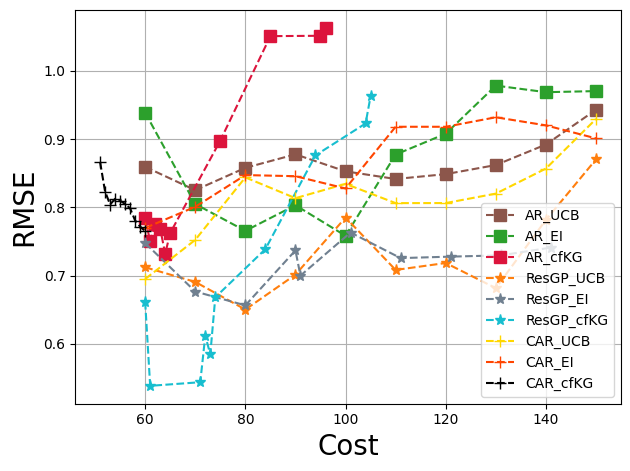 RMSE
1.0
0.9
0.8
0.7
0.6
60
80
100
120
140
Cost
AR_UCB
AR_EI
AR_cfKG
ResGP_UCB
ResGP_EI
ResGP_cfKG
CAR_UCB
CAR_EI
CAR_cfKG